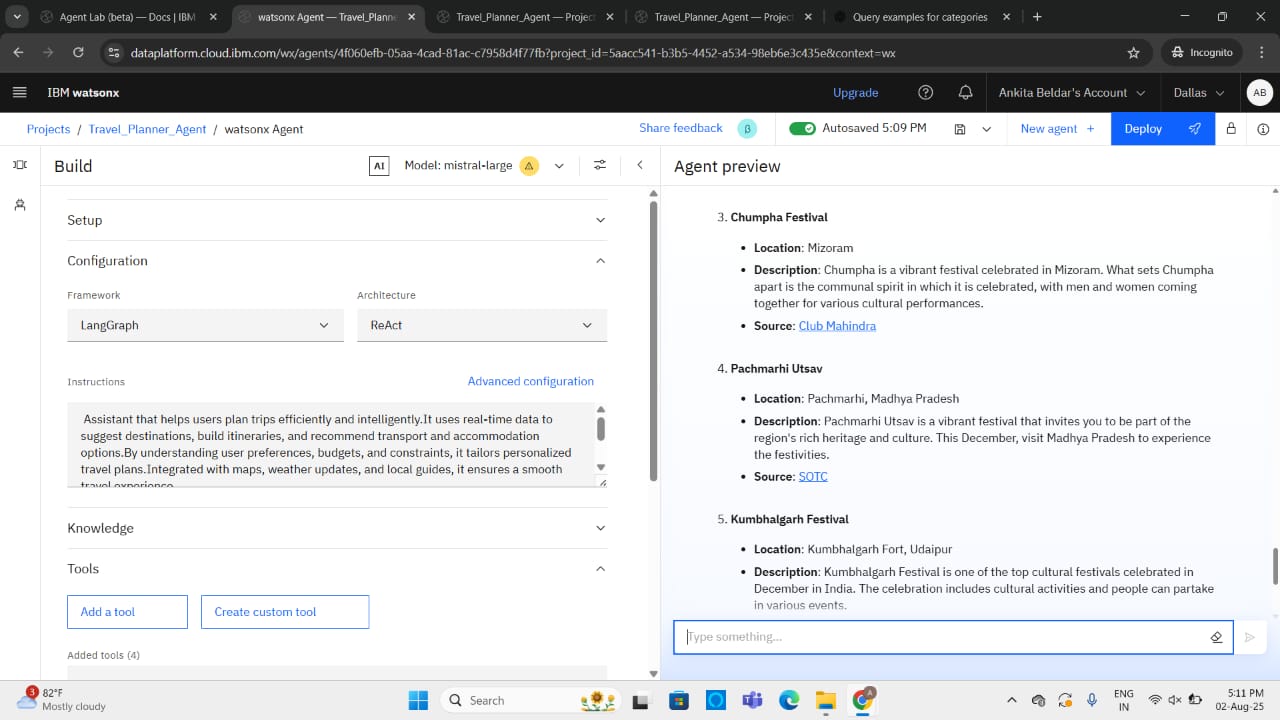 Agent Lab (beta) — Docs | IBM
watsonx Agent — Travel_Planne
Travel_Planner_Agent — Project
Travel_Planner_Agent — Project
Query examples for categories
dataplatform.cloud.ibm.com/wx/agents/4f060efb-05aa-4cad-81ac-c7958d4f77fb?project_id=5aacc541-b3b5-4452-a534-98eb6e3c435e&context=wx
Incognito
IBM watsonx
Upgrade
Ankita Beldar's Account
Dallas
AB
Projects / Travel_Planner_Agent / watsonx Agent
Share feedback
β
Autosaved 5:09 PM
New agent +
Deploy
Build
AI
Model: mistral-large
Setup
Configuration
Framework
Architecture
LangGraph
ReAct
Instructions
Advanced configuration
Assistant that helps users plan trips efficiently and intelligently.It uses real-time data to
suggest destinations, build itineraries, and recommend transport and accommodation
options.By understanding user preferences, budgets, and constraints, it tailors personalized
travel plans.Integrated with maps, weather updates, and local guides, it ensures a smooth
travel experience
Knowledge
Tools
Add a tool
Create custom tool
Added tools (4)
Agent preview
3. Chumpha Festival
• Location: Mizoram
• Description: Chumpha is a vibrant festival celebrated in Mizoram. What sets Chumpha
apart is the communal spirit in which it is celebrated, with men and women coming
together for various cultural performances.
• Source: Club Mahindra
4. Pachmarhi Utsav
• Location: Pachmarhi, Madhya Pradesh
• Description: Pachmarhi Utsav is a vibrant festival that invites you to be part of the
region's rich heritage and culture. This December, visit Madhya Pradesh to experience
the festivities.
• Source: SOTC
5. Kumbhalgarh Festival
• Location: Kumbhalgarh Fort, Udaipur
• Description: Kumbhalgarh Festival is one of the top cultural festivals celebrated in
December in India. The celebration includes cultural activities and people can partake
in various events.
Type something...
3
82°F
Mostly cloudy
Search
A
ENG
IN
5:11 PM
02-Aug-25